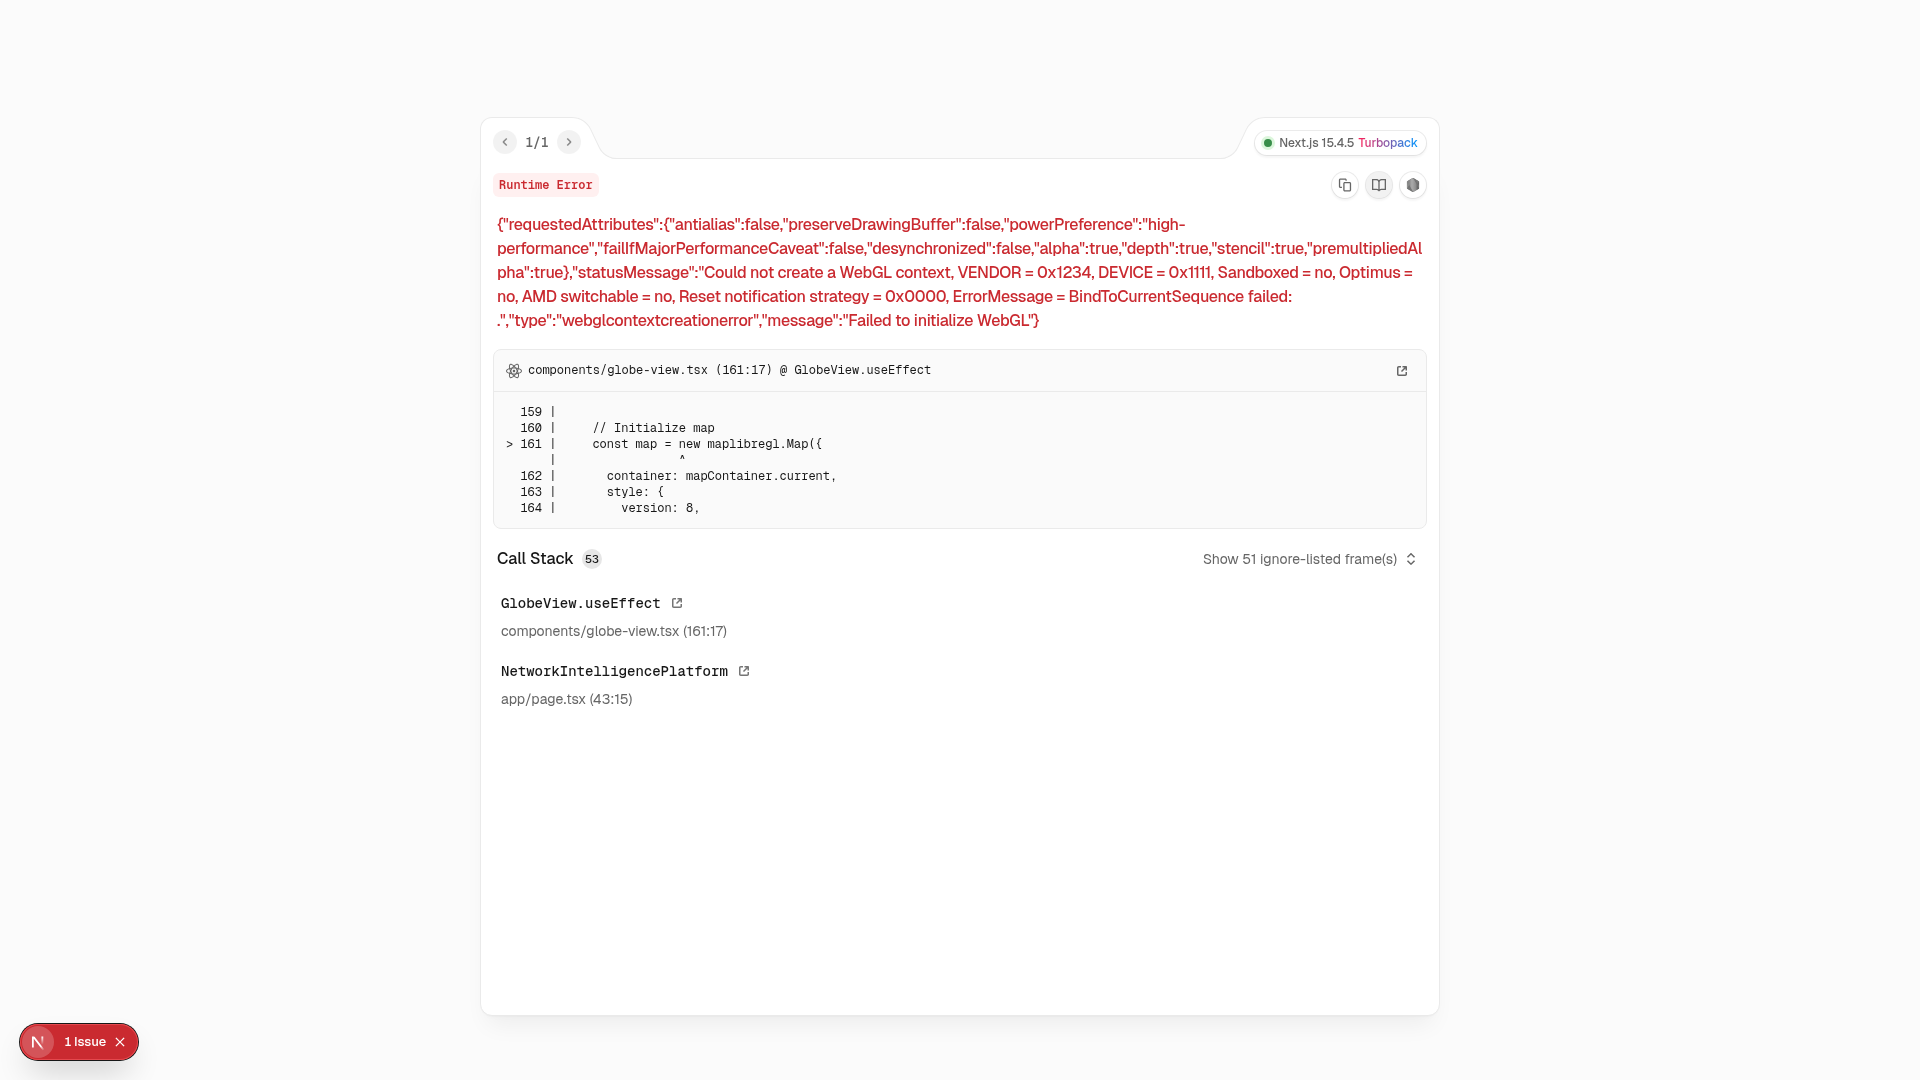 1/1
Next.js 15.4.5 Turbopack
Runtime Error
{"requestedAttributes":{"antialias":false,"preserveDrawingBuffer":false,"powerPreference":"high-
performance","failIfMajorPerformanceCaveat":false,"desynchronized":false,"alpha":true,"depth":true,"stencil":true,"premultipliedAl
pha":true},"statusMessage":"Could not create a WebGL context, VENDOR = 0x1234, DEVICE = 0x1111, Sandboxed = no, Optimus =
no, AMD switchable = no, Reset notification strategy = 0x0000, ErrorMessage = BindToCurrentSequence failed:
.","type":"webglcontextcreationerror","message":"Failed to initialize WebGL"}
components/globe-view.tsx (161:17) @ GlobeView.useEffect
159 |
160 |     // Initialize map
> 161 |     const map = new maplibregl.Map({
|                 ^
162 |       container: mapContainer.current,
163 |       style: {
164 |         version: 8,
Call Stack 53
Show 51 ignore-listed frame(s)
GlobeView.useEffect
components/globe-view.tsx (161:17)
NetworkIntelligencePlatform
app/page.tsx (43:15)
N 1 Issue